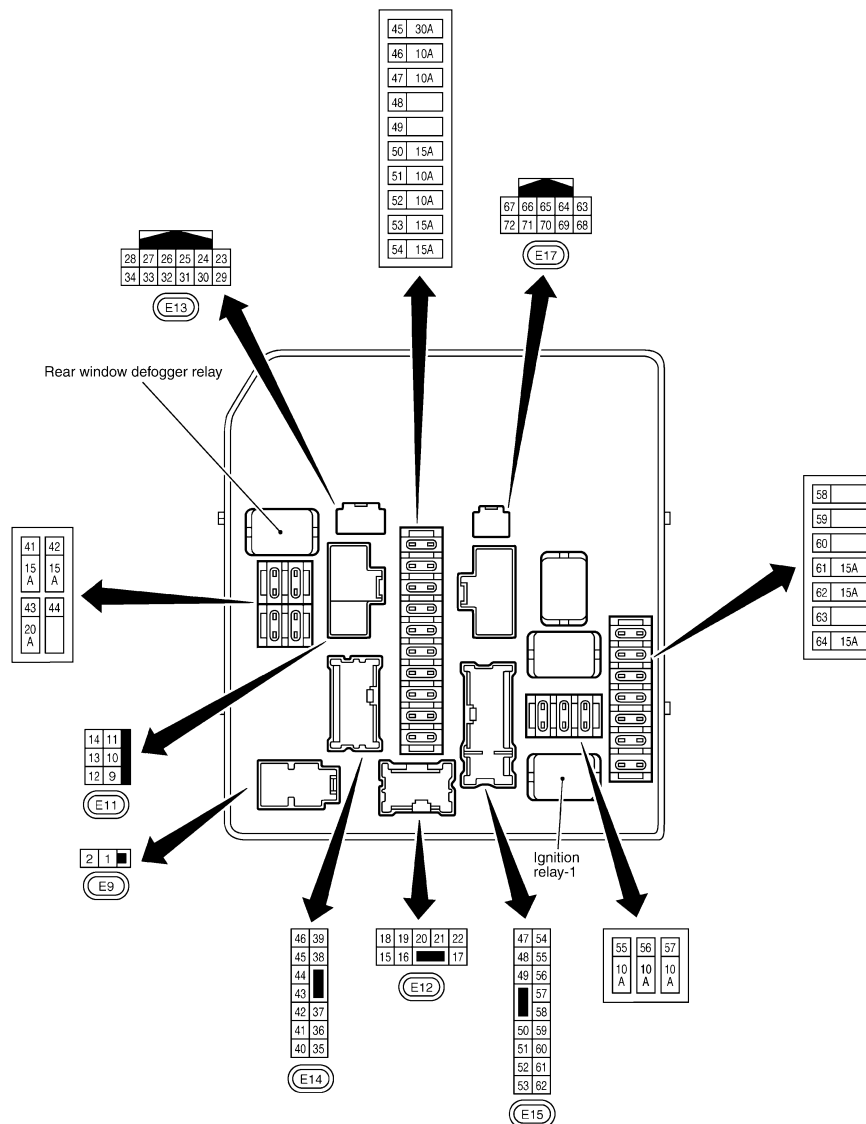 45 30A
46 10A
47 10A
48
49
50 15A
51 10A
52 10A
53 15A
54 15A
67 66 65 64 63
72 71 70 69 68
E17
28 27 26 25 24 23
34 33 32 31 30 29
E13
Rear window defogger relay
58
59
60
61 15A
62 15A
63
64 15A
41 42
15 15
A A
43 44
20
A
14 11
13 10
12 9
E11
2 1
E9
Ignition
relay-1
46 39
45 38
44
43
42 37
41 36
40 35
E14
18 19 20 21 22
15 16 17
E12
47 54
48 55
49 56
57
58
50 59
51 60
52 61
53 62
E15
55 56 57
10 10 10
A A A